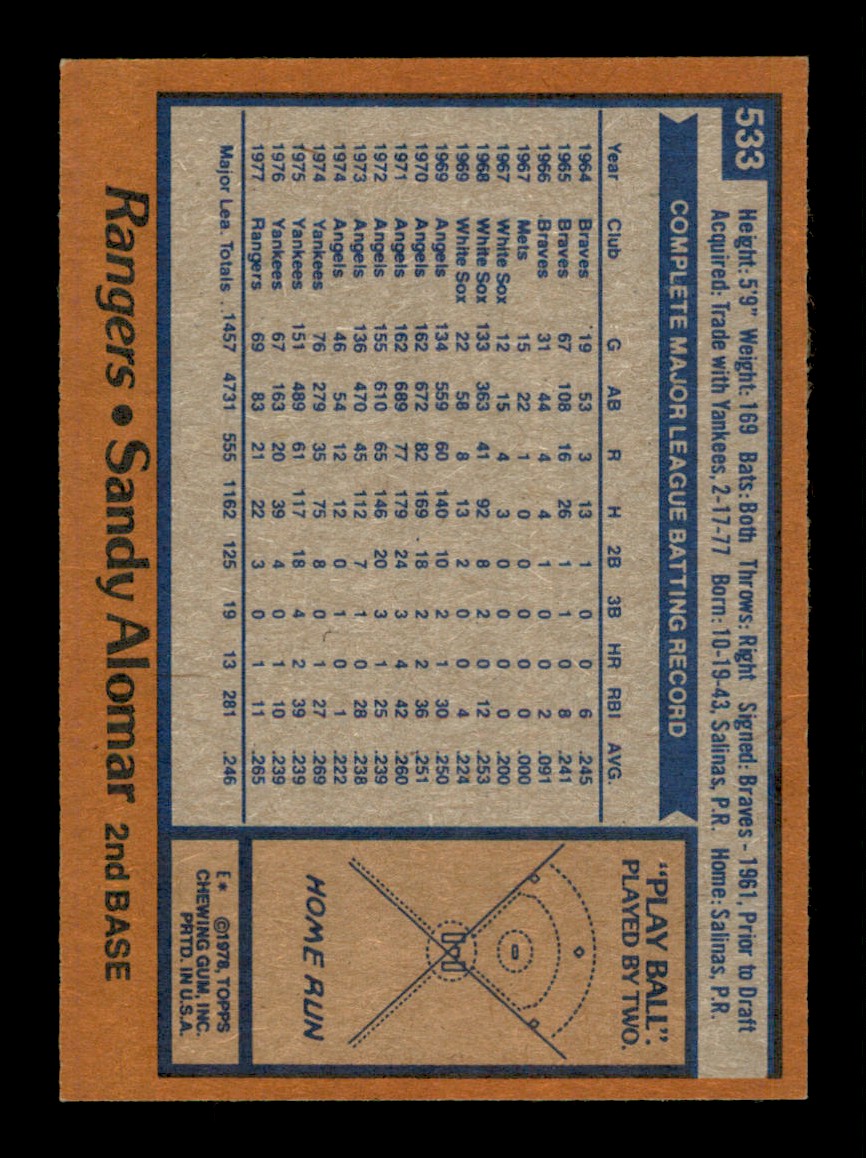 533
Height: 5'9" Weight: 169 Bats: Both Throws: Right Signed: Braves - 1961, Prior to Draft
Acquired: Trade with Yankees, 2-17-77 Born: 10-19-43, Salinas, P.R. Home: Salinas, P.R.
COMPLETE MAJOR LEAGUE BATTING RECORD
Year Club G AB R H 2B 3B HR RBI AVG.
1964 Braves 19 53 3 13 1 0 0 6 .245
1965 Braves 67 108 16 26 1 1 0 8 .241
1966 Braves 31 44 4 4 1 0 0 2 .091
1967 Mets 15 22 1 0 0 0 0 0 .000
1967 White Sox 12 15 4 3 0 0 0 0 .200
1968 White Sox 133 363 41 92 8 2 0 12 .253
1969 White Sox 22 58 8 13 2 0 0 4 .224
1969 Angels 134 559 60 140 10 2 1 30 .250
1970 Angels 162 672 82 169 18 2 2 36 .251
1971 Angels 162 689 77 179 24 3 4 42 .260
1972 Angels 155 610 65 146 20 3 1 25 .239
1973 Angels 136 470 45 112 7 1 0 28 .238
1974 Angels 46 54 12 12 0 1 0 1 .222
1974 Yankees 76 279 35 75 8 0 1 27 .269
1975 Yankees 151 489 61 117 18 4 2 39 .239
1976 Yankees 67 163 20 39 4 0 1 10 .239
1977 Rangers 69 83 21 22 3 0 1 11 .265
Major Lea. Totals .. 1457 4731 555 1162 125 19 13 281 .246
"PLAY BALL".
PLAYED BY TWO.
HOME RUN
E* ©1978, TOPPS
CHEWING GUM, INC.
PRTD. IN U.S.A.
Rangers • Sandy Alomar 2nd BASE